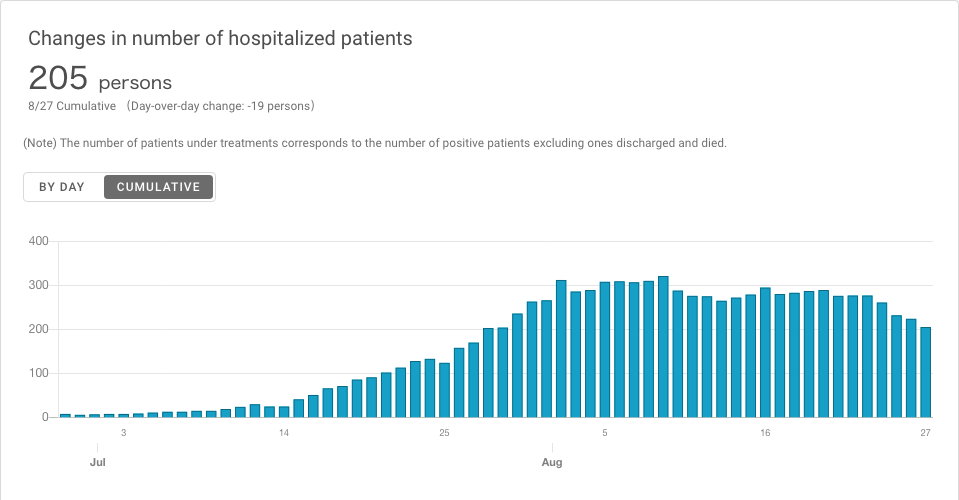 Changes in number of hospitalized patients
205 persons
8/27 Cumulative （Day-over-day change: -19 persons）
(Note) The number of patients under treatments corresponds to the number of positive patients excluding ones discharged and died.
BY DAY CUMULATIVE
400
300
200
100
0
3 14 25 5 16 27
Jul Aug